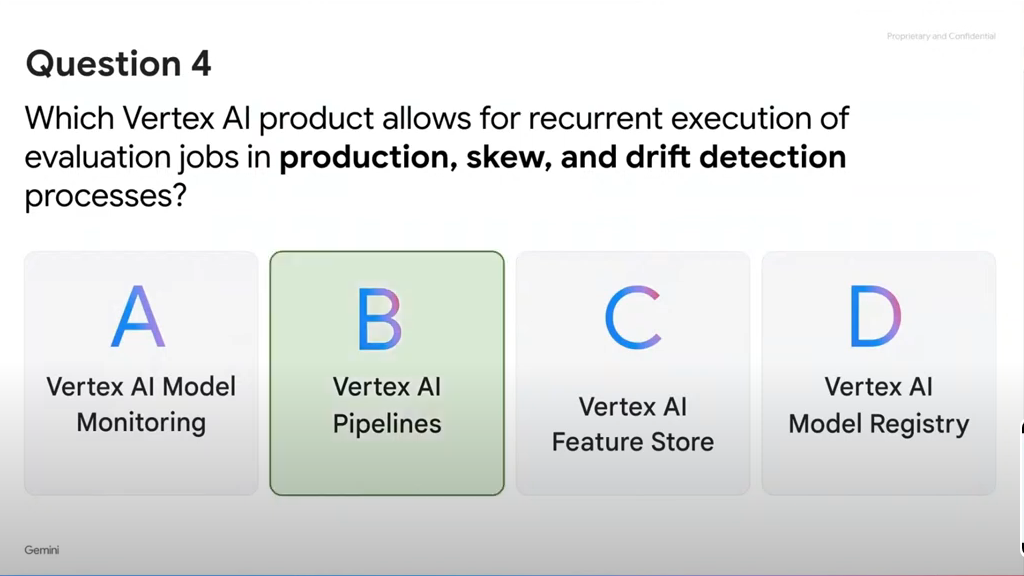 Proprietary and Confidential
Question 4
Which Vertex AI product allows for recurrent execution of
evaluation jobs in production, skew, and drift detection
processes?
A
Vertex AI Model
Monitoring
B
Vertex AI
Pipelines
C
Vertex AI
Feature Store
D
Vertex AI
Model Registry
Gemini